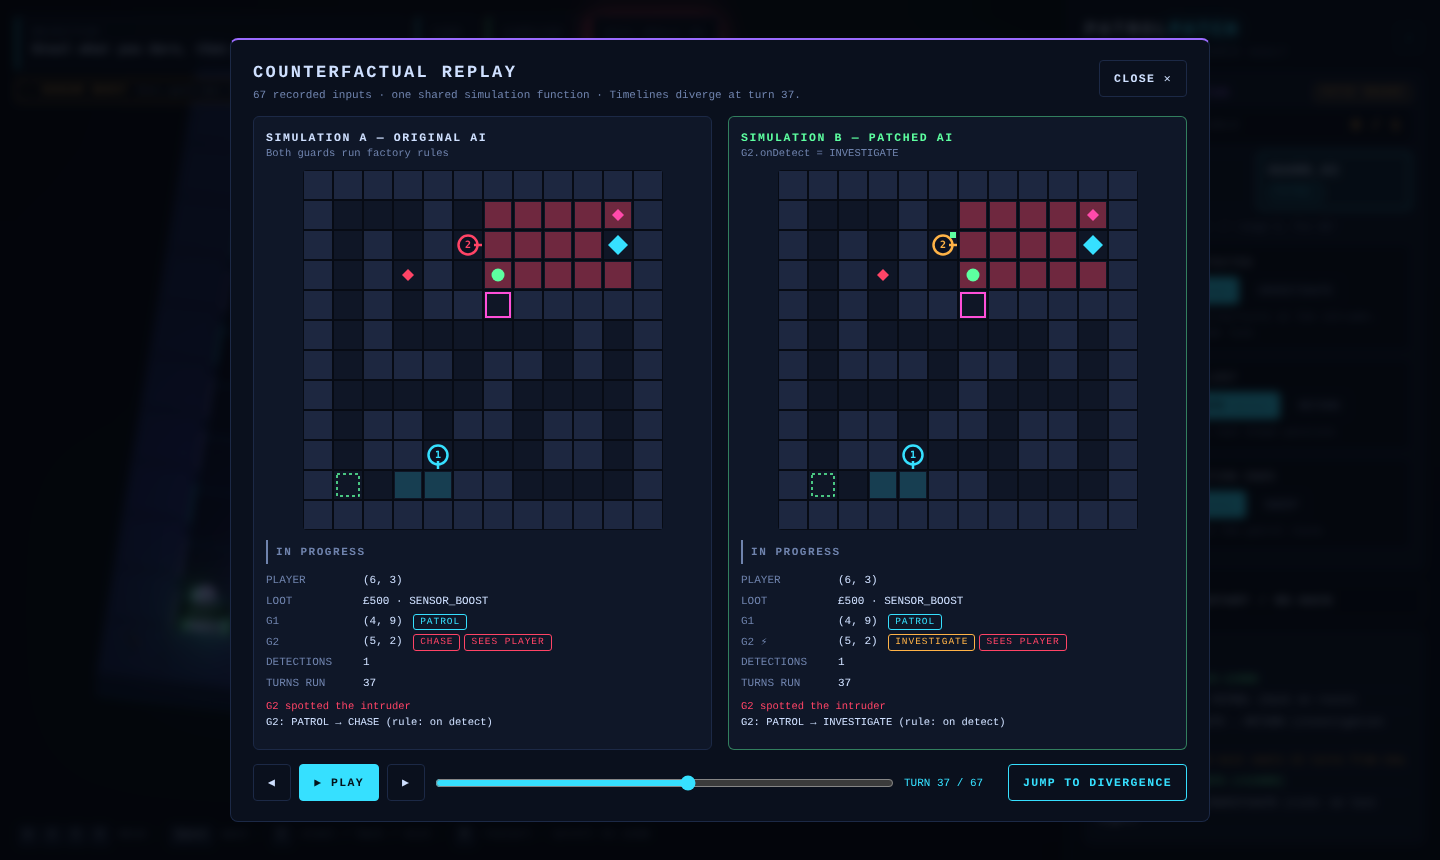 COUNTERFACTUAL REPLAY
67 recorded inputs · one shared simulation function · Timelines diverge at turn 37.
CLOSE ×
SIMULATION A — ORIGINAL AI
Both guards run factory rules
2
1
IN PROGRESS
PLAYER (6, 3)
LOOT £500 · SENSOR_BOOST
G1 (4, 9) PATROL
G2 (5, 2) CHASE SEES PLAYER
DETECTIONS 1
TURNS RUN 37
G2 spotted the intruder
G2: PATROL → CHASE (rule: on detect)
SIMULATION B — PATCHED AI
G2.onDetect = INVESTIGATE
2
1
IN PROGRESS
PLAYER (6, 3)
LOOT £500 · SENSOR_BOOST
G1 (4, 9) PATROL
G2 ⚡ (5, 2) INVESTIGATE SEES PLAYER
DETECTIONS 1
TURNS RUN 37
G2 spotted the intruder
G2: PATROL → INVESTIGATE (rule: on detect)
◀ ▶ PLAY ▶ TURN 37 / 67 JUMP TO DIVERGENCE